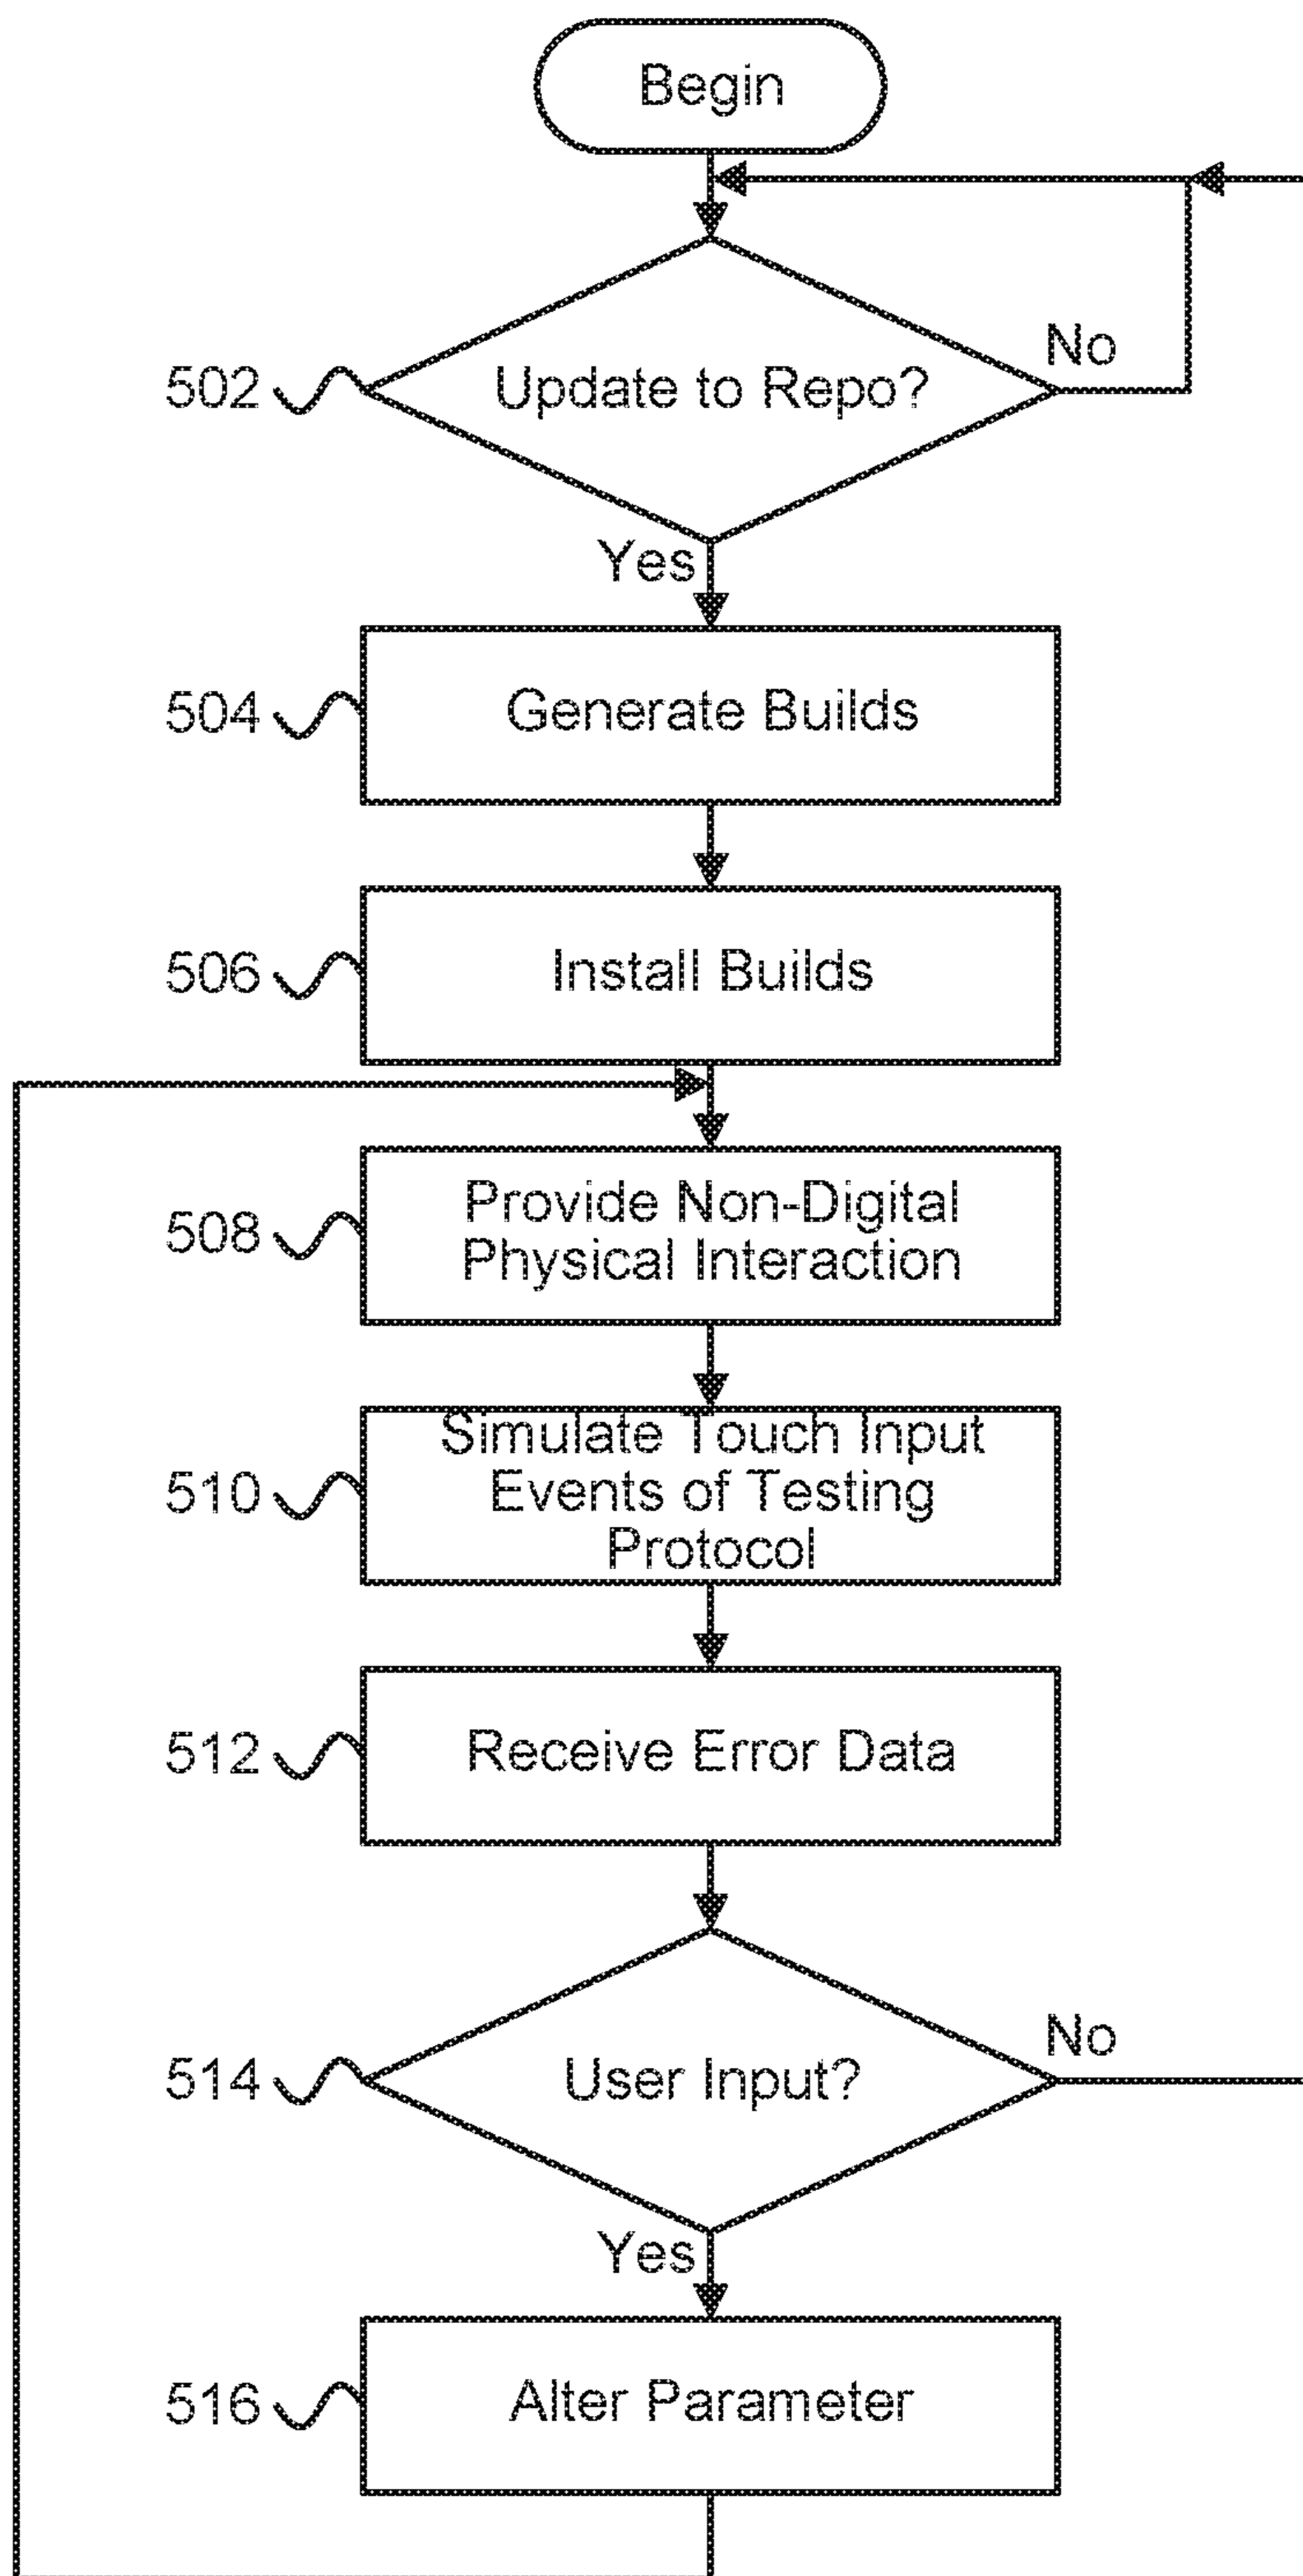 Begin
502
Update to Repo?
No
Yes
504
Generate Builds
506
Install Builds
508
Provide Non-Digital
Physical Interaction
510
Simulate Touch Input
Events of Testing
Protocol
512
Receive Error Data
514
User Input?
No
Yes
516
Alter Parameter